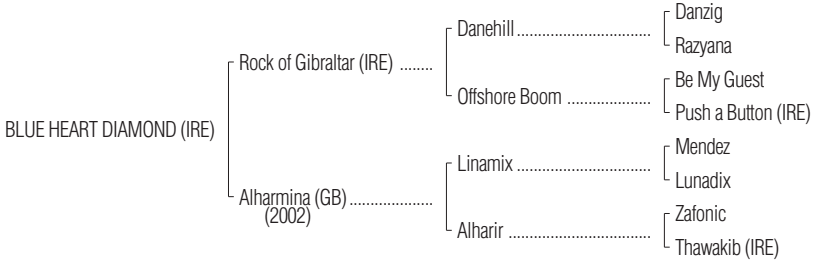 Danzig
Danehill ................................
Razyana
Rock of Gibraltar (IRE) ........
Be My Guest
Offshore Boom ....................
Push a Button (IRE)
BLUE HEART DIAMOND (IRE)
Mendez
Linamix ................................
Lunadix
Alharmina (GB) ....................
(2002)
Zafonic
Alharir ..................................
Thawakib (IRE)